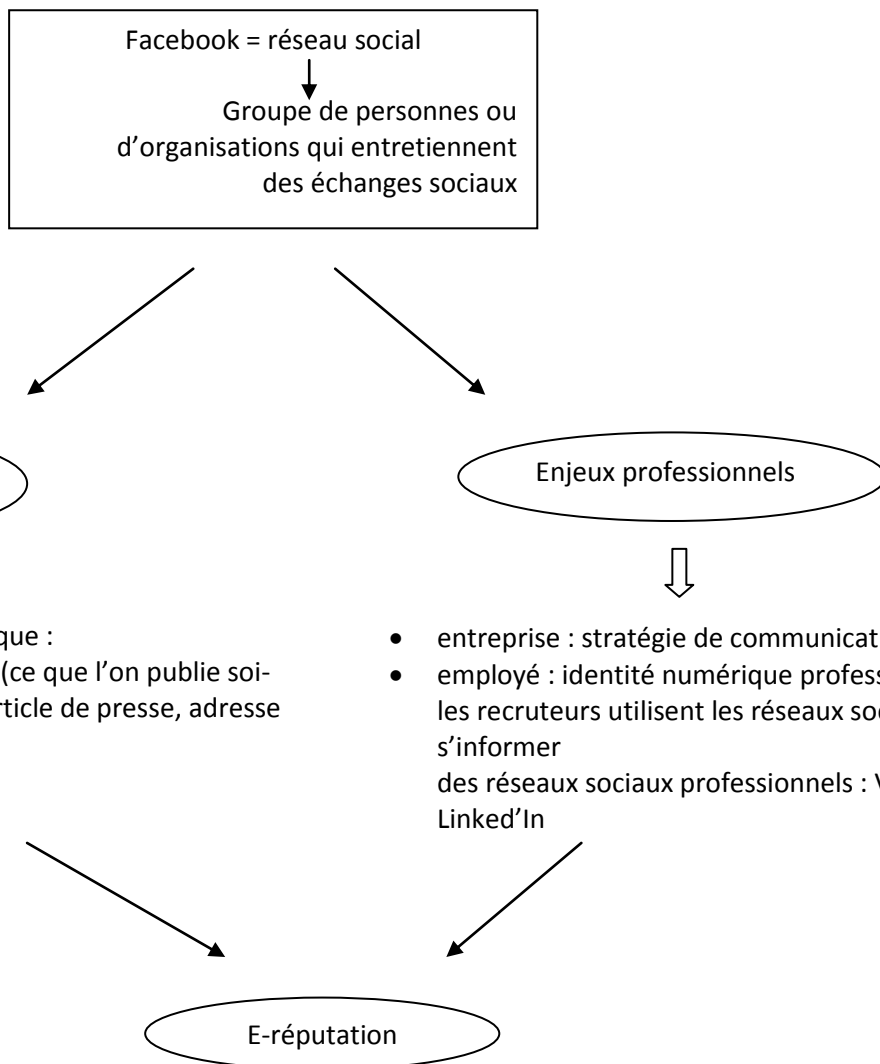 Facebook = réseau social
Groupe de personnes ou
d’organisations qui entretiennent
des échanges sociaux
Enjeux professionnels
que :
(ce que l’on publie soi-
rticle de presse, adresse
• entreprise : stratégie de communicat
• employé : identité numérique profess
les recruteurs utilisent les réseaux soc
s’informer
des réseaux sociaux professionnels : V
Linked’In
E-réputation